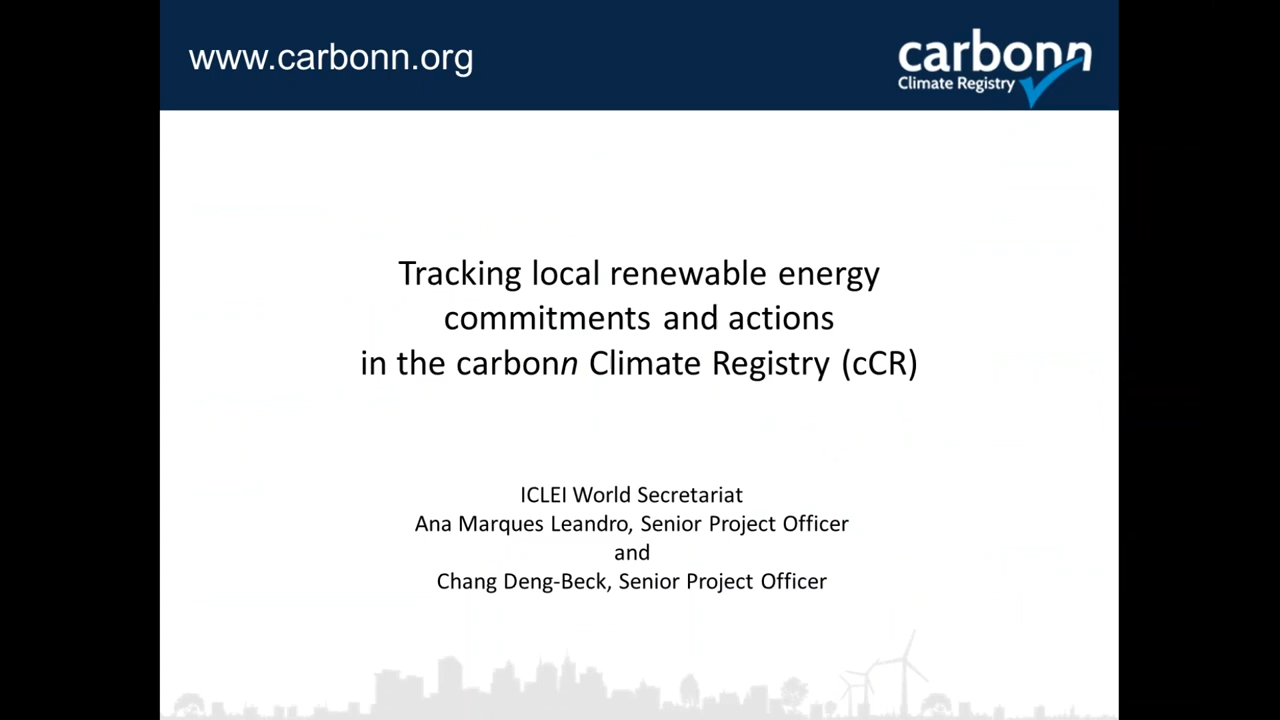 www.carbonn.org
carbonn
Climate Registry
Tracking local renewable energy
commitments and actions
in the carbonn Climate Registry (cCR)
ICLEI World Secretariat
Ana Marques Leandro, Senior Project Officer
and
Chang Deng-Beck, Senior Project Officer